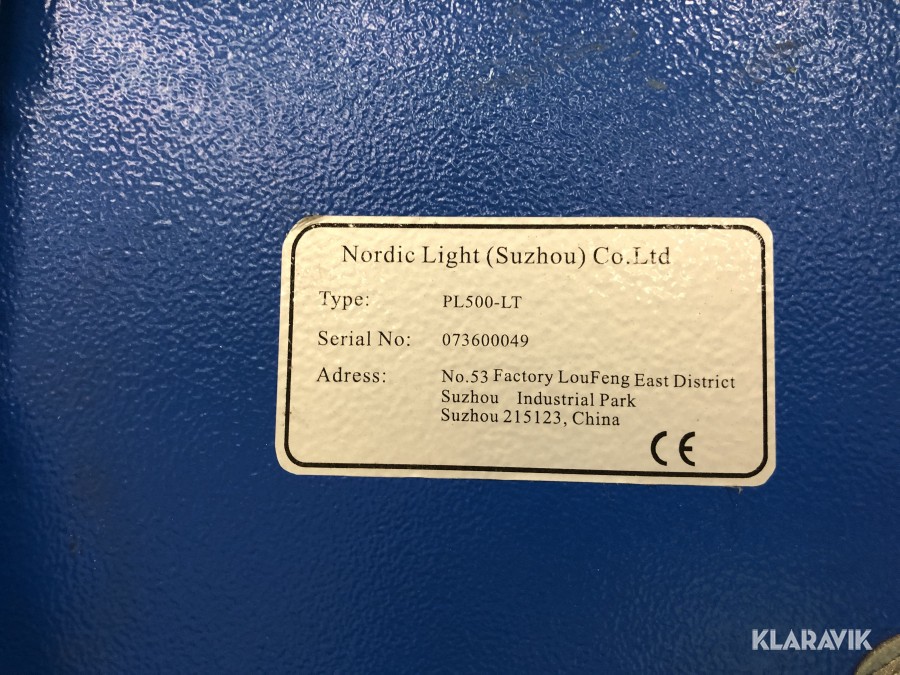 Nordic Light (Suzhou) Co.Ltd
Type: PL500-LT
Serial No: 073600049
Adress: No.53 Factory LouFeng East District
Suzhou Industrial Park
Suzhou 215123, China
CE
KLARAVIK